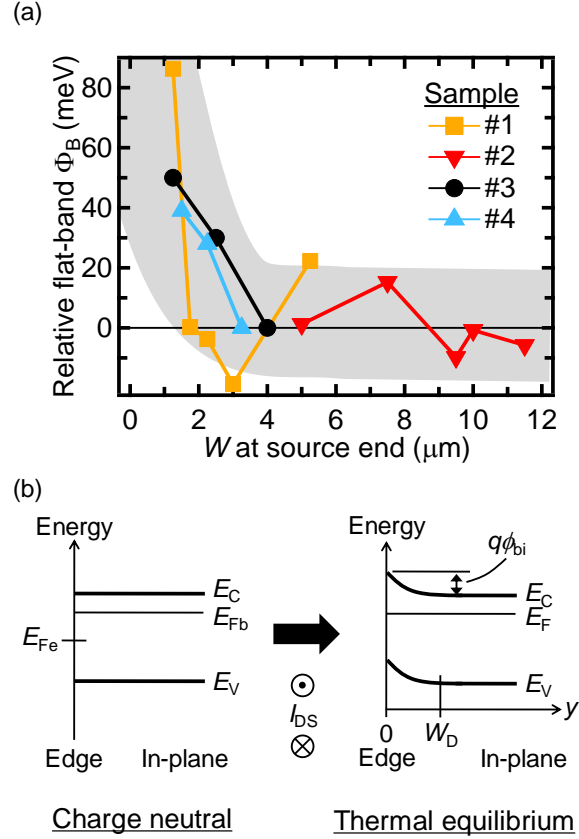 (a)
Relative flat-band Φ_B (meV)
80
60
40
20
0
Sample
#1
#2
#3
#4
0 2 4 6 8 10 12
W at source end (μm)
(b)
Energy
E_C
E_Fb
E_Fe
E_V
Edge In-plane
Charge neutral
I_DS
Energy
qϕ_bi
E_C
E_F
E_V
y
0 W_D
Edge In-plane
Thermal equilibrium